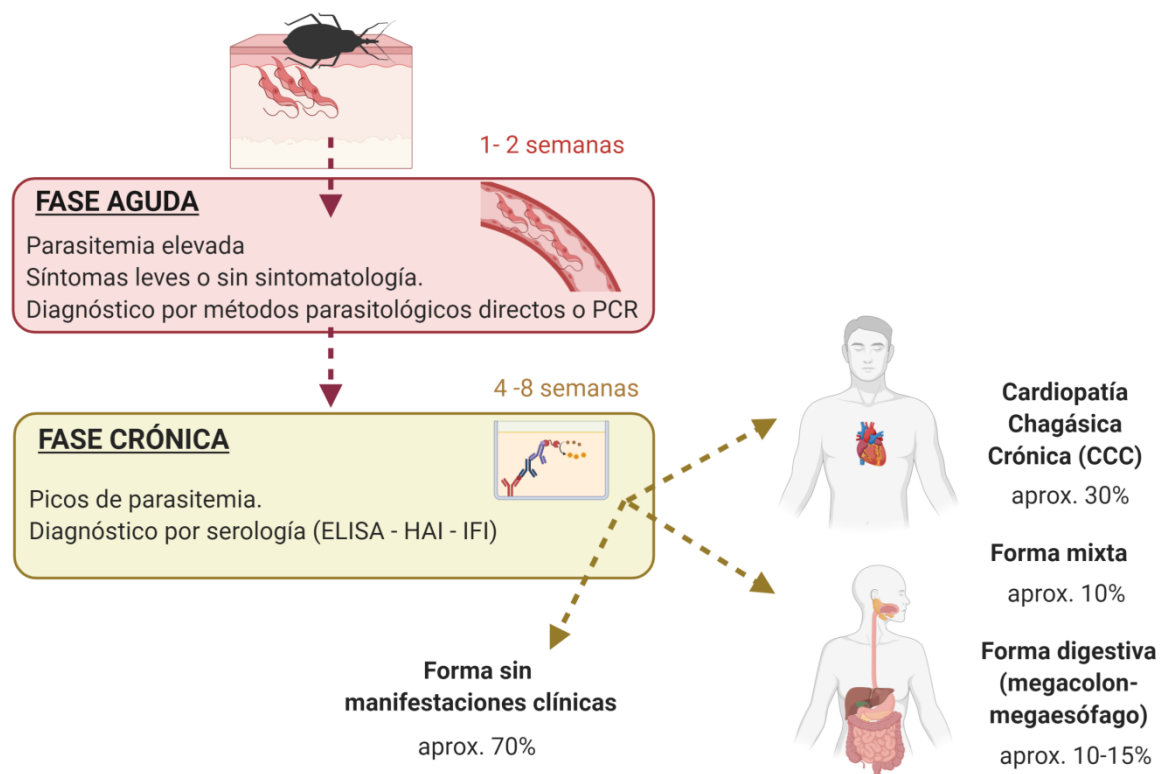 1- 2 semanas
FASE AGUDA
Parasitemia elevada
Síntomas leves o sin sintomatología.
Diagnóstico por métodos parasitológicos directos o PCR
4 -8 semanas
FASE CRÓNICA
Picos de parasitemia.
Diagnóstico por serología (ELISA - HAI - IFI)
Cardiopatía
Chagásica
Crónica (CCC)
aprox. 30%
Forma mixta
aprox. 10%
Forma digestiva
(megacolon-
megaesófago)
aprox. 10-15%
Forma sin
manifestaciones clínicas
aprox. 70%